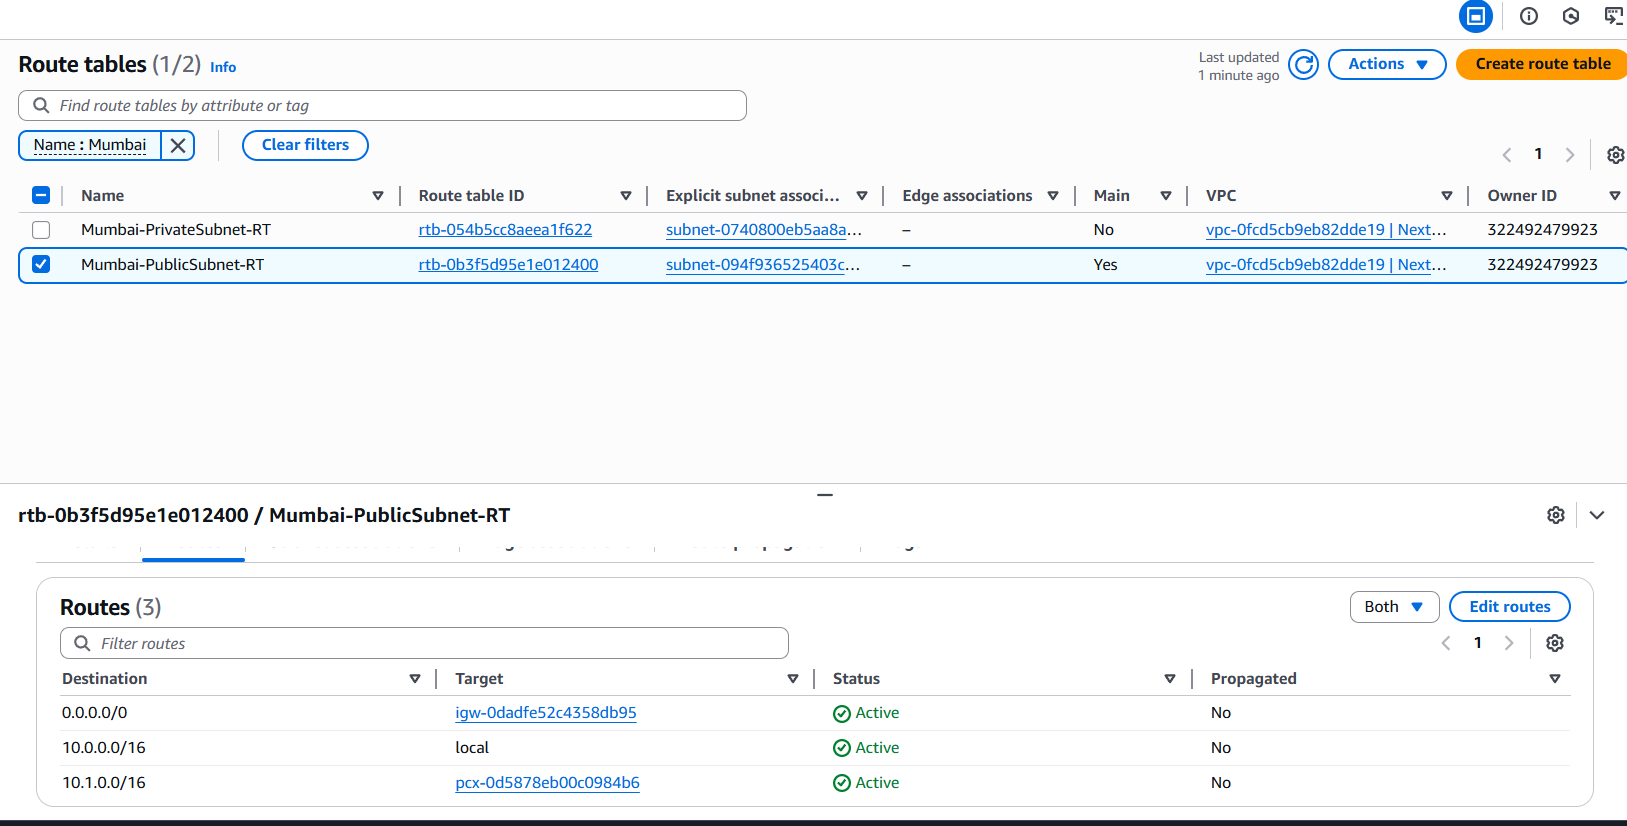 Last updated
1 minute ago
Route tables (1/2) Info
Actions
Create route table
Find route tables by attribute or tag
Name : Mumbai
Clear filters
1
Name Route table ID Explicit subnet associ... Edge associations Main VPC Owner ID
Mumbai-PrivateSubnet-RT rtb-054b5cc8aeea1f622 subnet-0740800eb5aa8a... – No vpc-0fcd5cb9eb82dde19 | Next... 322492479923
Mumbai-PublicSubnet-RT rtb-0b3f5d95e1e012400 subnet-094f936525403c... – Yes vpc-0fcd5cb9eb82dde19 | Next... 322492479923
rtb-0b3f5d95e1e012400 / Mumbai-PublicSubnet-RT
Routes (3)
Both
Edit routes
Filter routes
1
Destination Target Status Propagated
0.0.0.0/0 igw-0dadfe52c4358db95 Active No
10.0.0.0/16 local Active No
10.1.0.0/16 pcx-0d5878eb00c0984b6 Active No